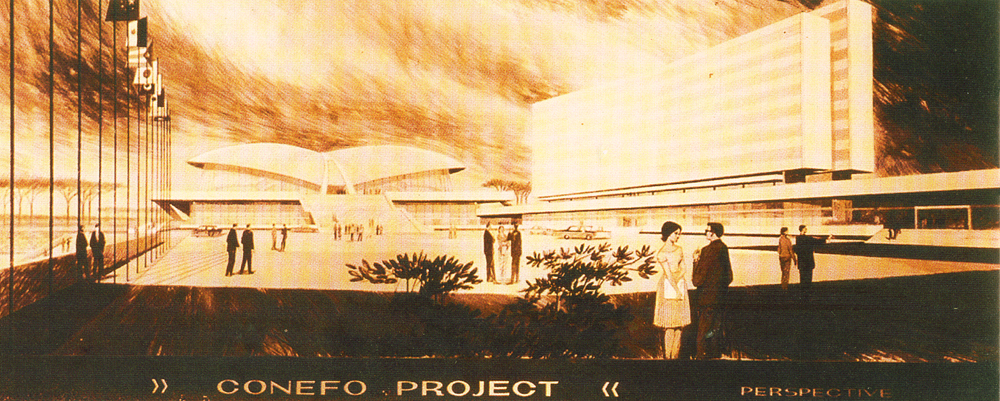 » CONEFO PROJECT « PERSPECTIVE